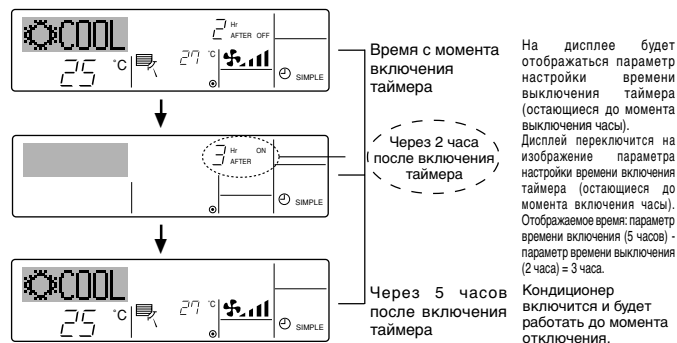 COOL
2 Hr
AFTER OFF
25 °C
27 °C
SIMPLE
Время с момента
включения
таймера
На дисплее будет
отображаться параметр
настройки времени
выключения таймера
(остающиеся до момента
выключения часы).
3 Hr ON
AFTER
SIMPLE
Через 2 часа
после включения
таймера
Дисплей переключится на
изображение параметра
настройки времени включения
таймера (остающиеся до
момента включения часы).
Отображаемое время: параметр
времени включения (5 часов) -
параметр времени выключения
(2 часа) = 3 часа.
COOL
25 °C
27 °C
SIMPLE
Через 5 часов
после включения
таймера
Кондиционер
включится и будет
работать до момента
отключения.